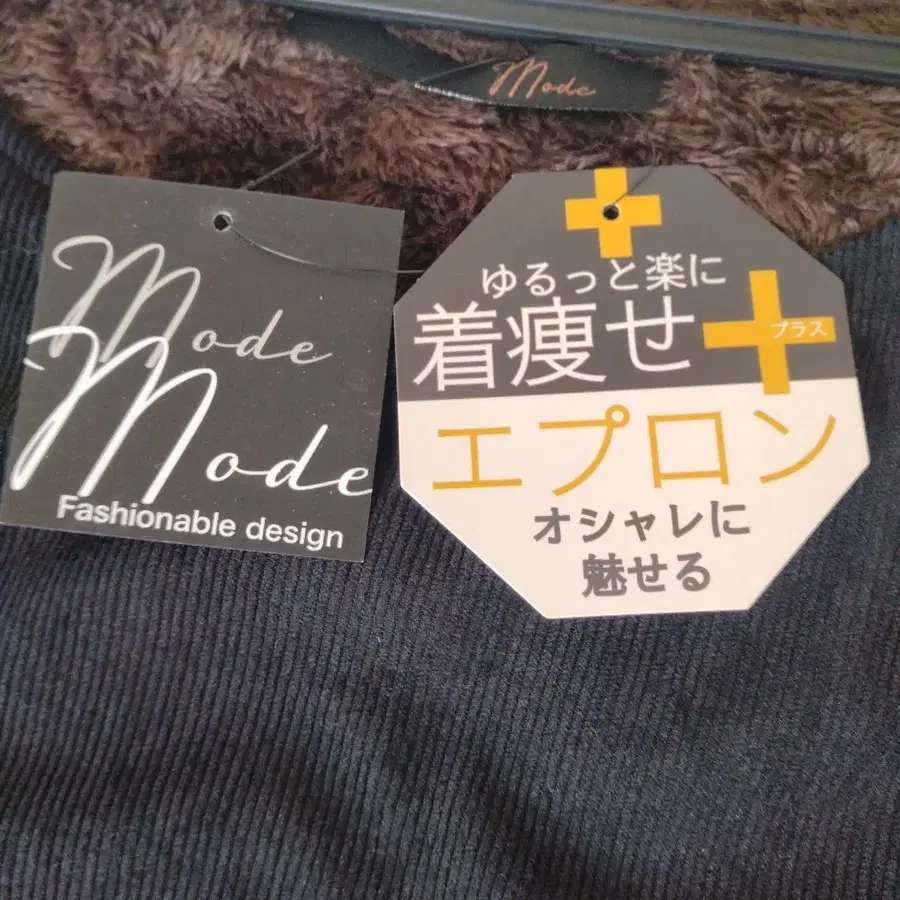 Mode
Mode
Mode
Fashionable design
ゆるっと楽に
着痩せ
プラス
エプロン
オシャレに
魅せる